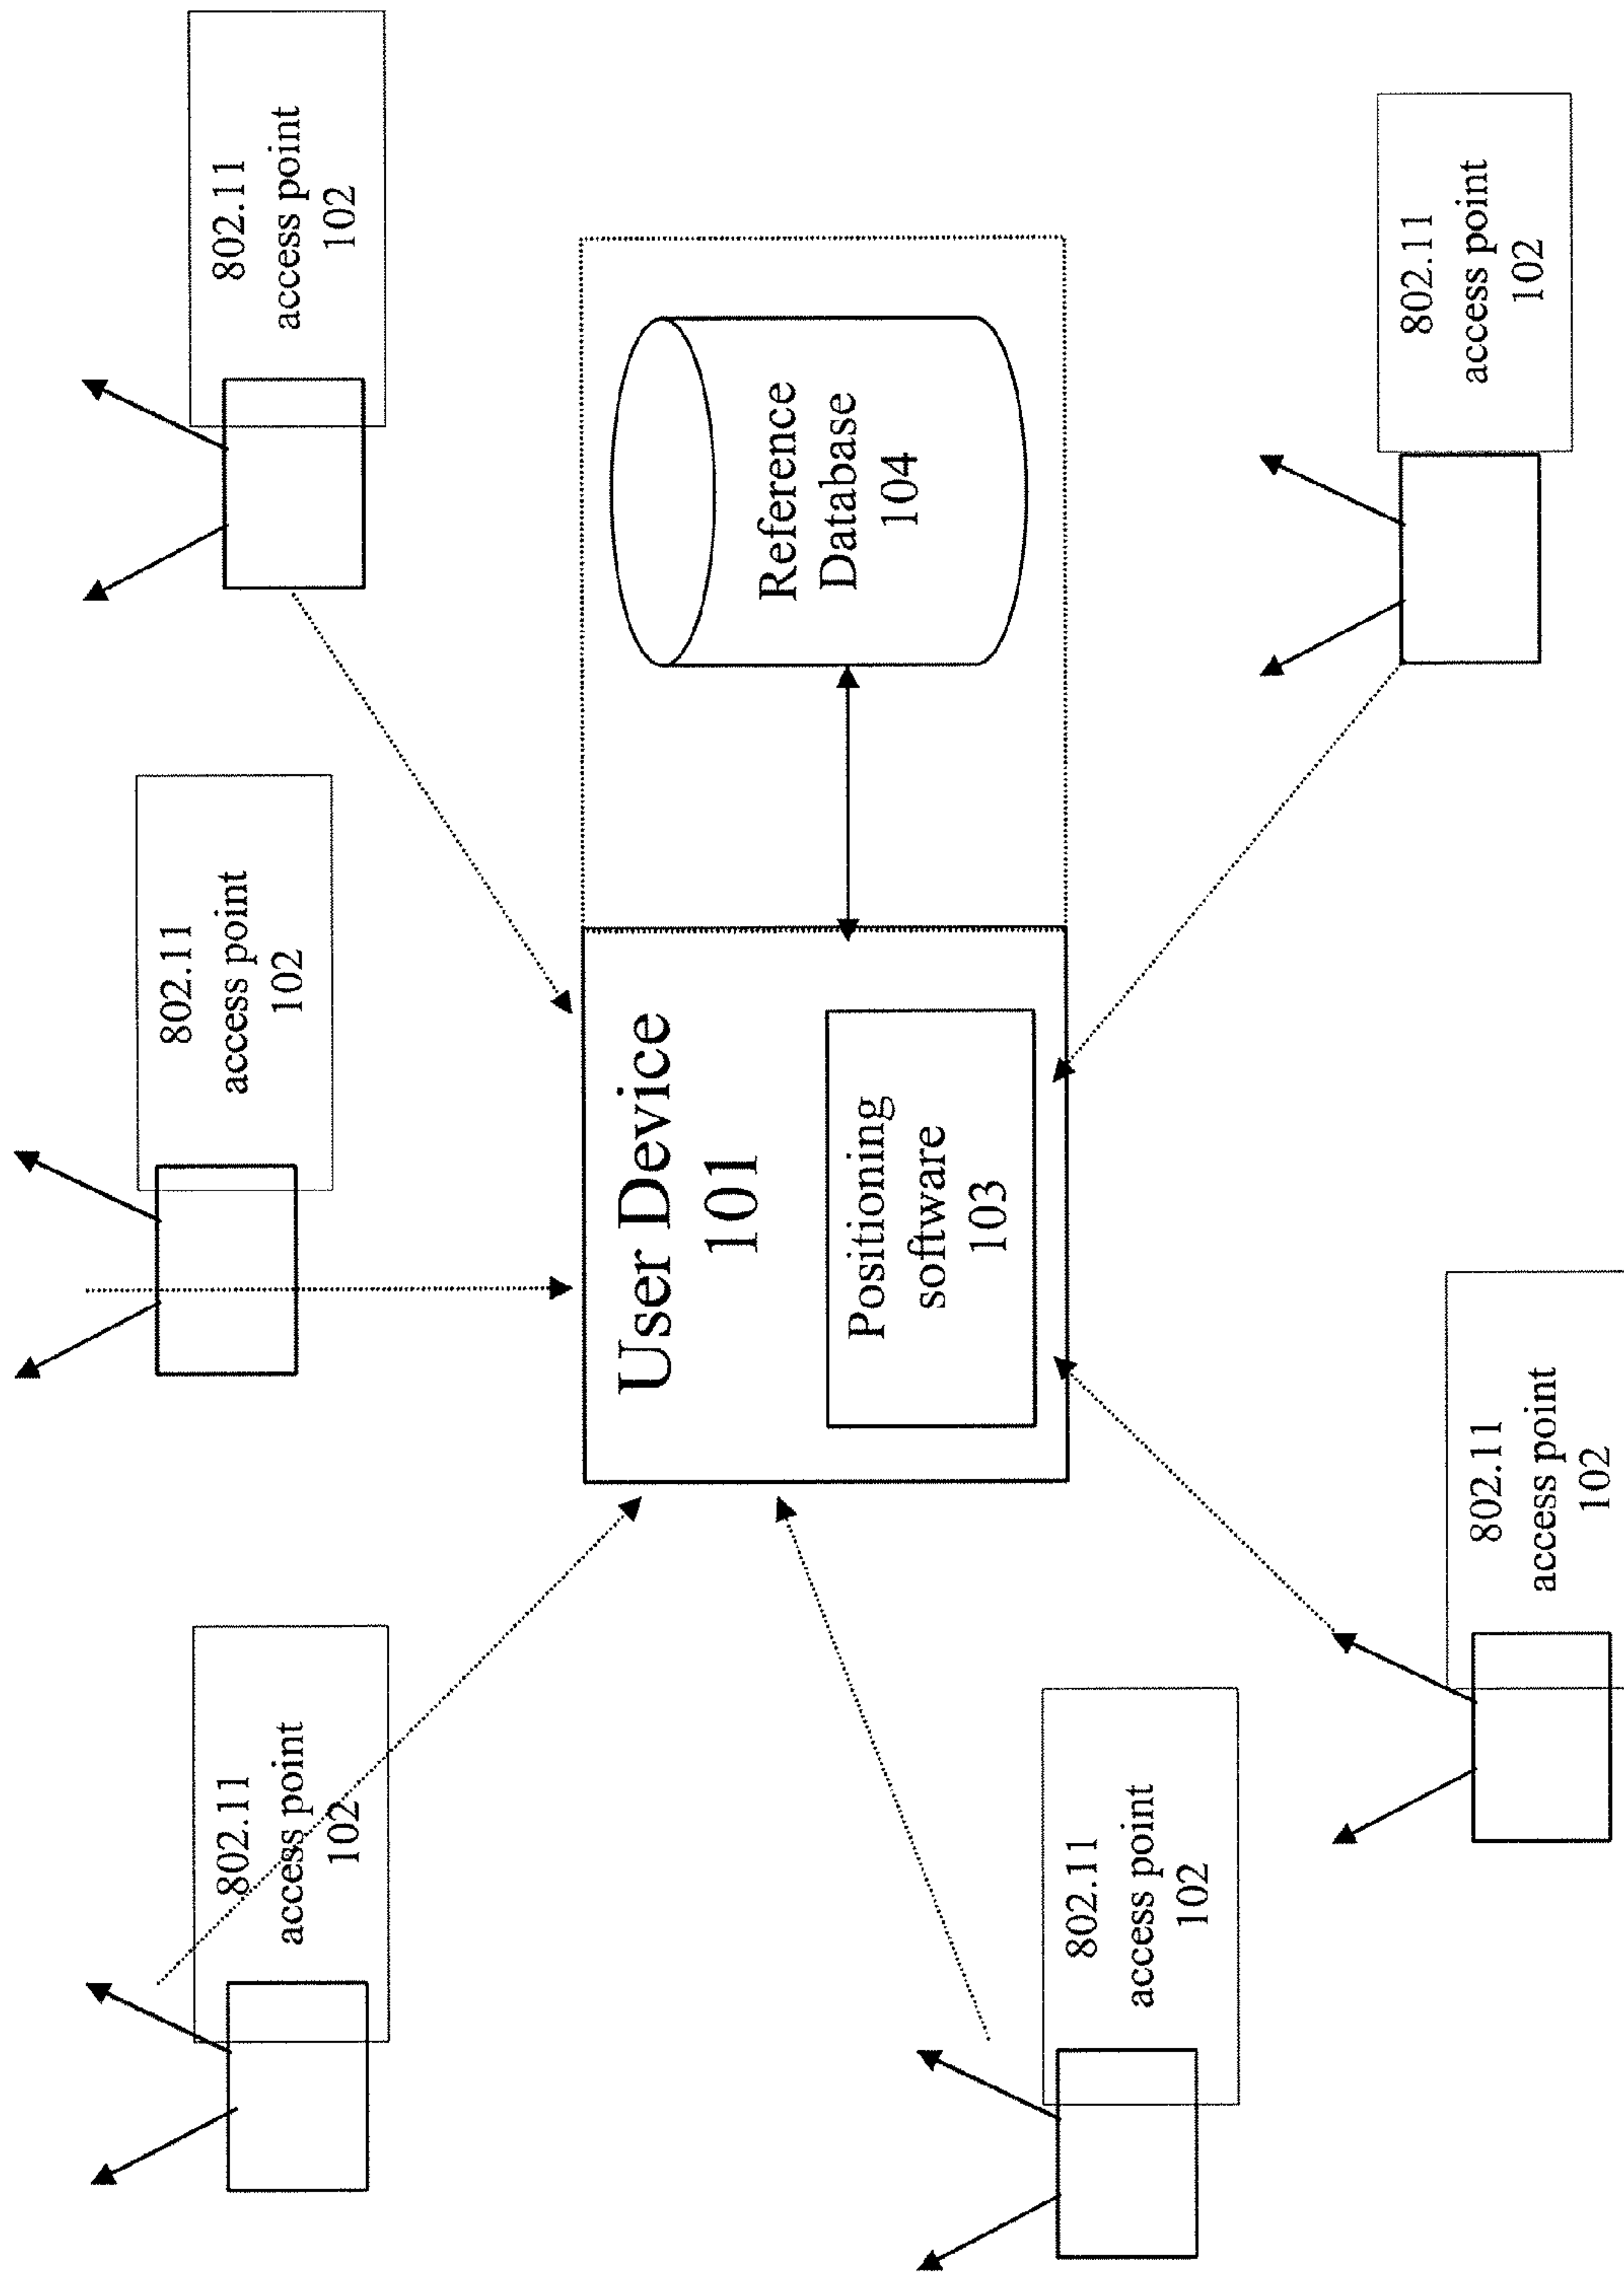 802.11
access point
102
802.11
access point
102
802.11
access point
102
User Device
101
Positioning
software
103
Reference
Database
104
802.11
access point
102
802.11
access point
102
802.11
access point
102